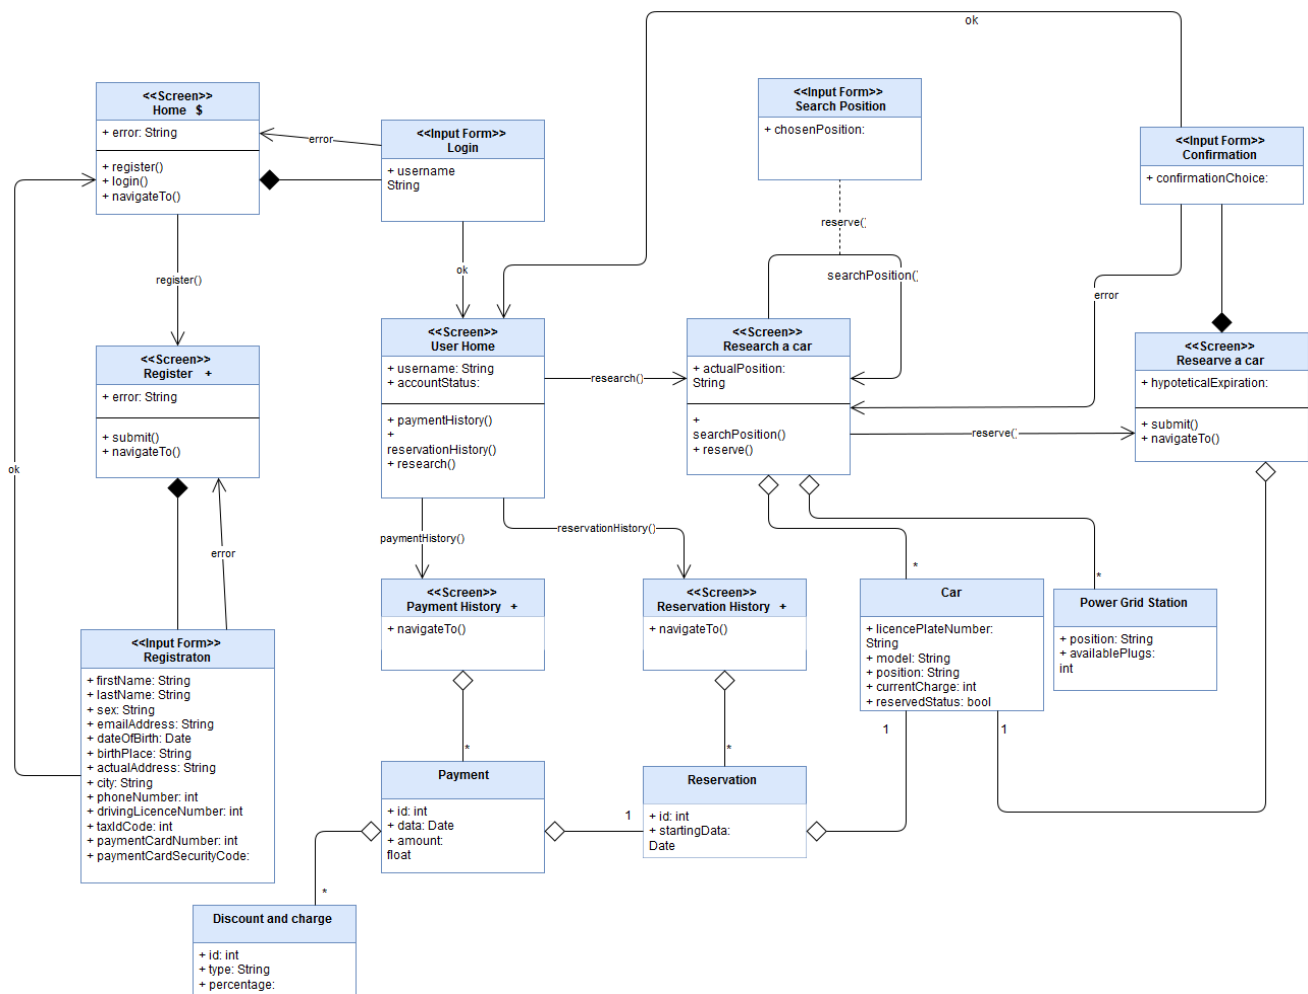 ok
<<Screen>>
Home $
+ error: String
+ register()
+ login()
+ navigateTo()
error
<<Input Form>>
Login
+ username
String
<<Input Form>>
Search Position
+ chosenPosition:
<<Input Form>>
Confirmation
+ confirmationChoice:
reserve()
searchPosition()
ok
register()
error
<<Screen>>
Register +
+ error: String
+ submit()
+ navigateTo()
<<Screen>>
User Home
+ username: String
+ accountStatus:
+ paymentHistory()
+
reservationHistory()
+ research()
research()
<<Screen>>
Research a car
+ actualPosition:
String
+
searchPosition()
+ reserve()
reserve()
<<Screen>>
Researve a car
+ hypoteticalExpiration:
+ submit()
+ navigateTo()
ok
error
paymentHistory()
reservationHistory()
<<Screen>>
Payment History +
+ navigateTo()
<<Screen>>
Reservation History +
+ navigateTo()
*
Car
+ licencePlateNumber:
String
+ model: String
+ position: String
+ currentCharge: int
+ reservedStatus: bool
*
Power Grid Station
+ position: String
+ availablePlugs:
int
<<Input Form>>
Registraton
+ firstName: String
+ lastName: String
+ sex: String
+ emailAddress: String
+ dateOfBirth: Date
+ birthPlace: String
+ actualAddress: String
+ city: String
+ phoneNumber: int
+ drivingLicenceNumber: int
+ taxIdCode: int
+ paymentCardNumber: int
+ paymentCardSecurityCode:
*
*
1
1
Payment
+ id: int
+ data: Date
+ amount:
float
1
Reservation
+ id: int
+ startingData:
Date
*
Discount and charge
+ id: int
+ type: String
+ percentage: